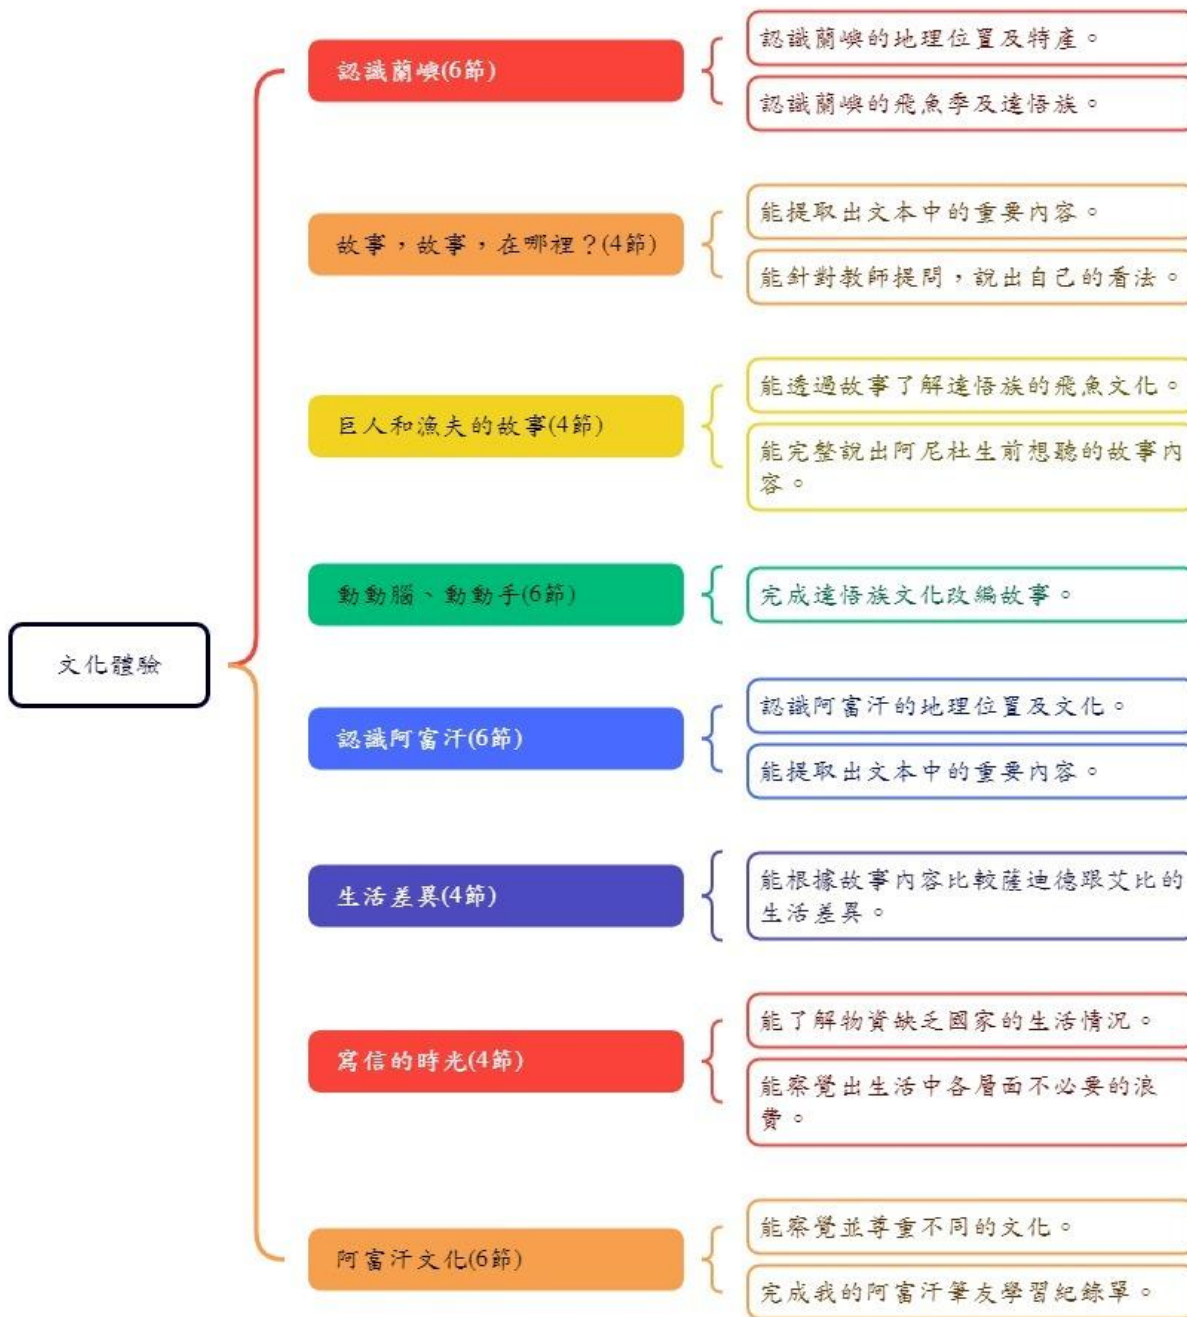 文化體驗
認識蘭嶼(6節)
認識蘭嶼的地理位置及特產。
認識蘭嶼的飛魚季及達悟族。
故事，故事，在哪裡？(4節)
能提取出文本中的重要內容。
能針對教師提問，說出自己的看法。
巨人和漁夫的故事(4節)
能透過故事了解達悟族的飛魚文化。
能完整說出阿尼杜生前想聽的故事內
容。
動動腦、動動手(6節)
完成達悟族文化改編故事。
認識阿富汗(6節)
認識阿富汗的地理位置及文化。
能提取出文本中的重要內容。
生活差異(4節)
能根據故事內容比較薩迪德跟艾比的
生活差異。
寫信的時光(4節)
能了解物資缺乏國家的生活情況。
能察覺出生活中各層面不必要的浪
費。
阿富汗文化(6節)
能察覺並尊重不同的文化。
完成我的阿富汗筆友學習紀錄單。